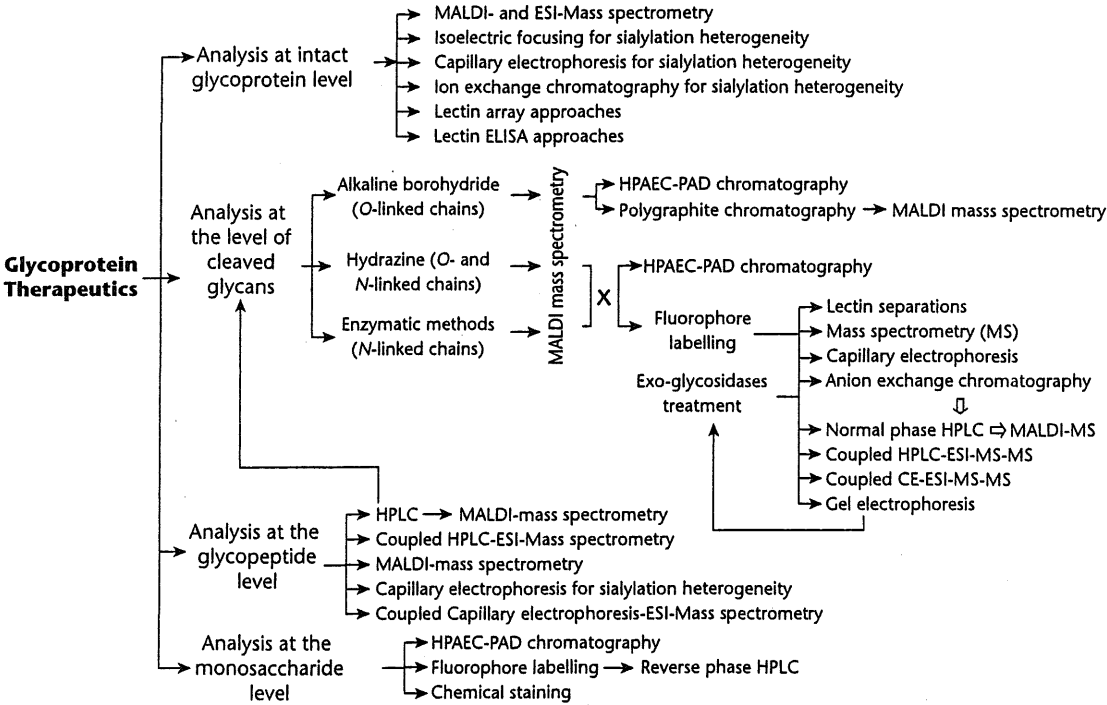 MALDI- and ESI-Mass spectrometry
Isoelectric focusing for sialylation heterogeneity
Analysis at intact
glycoprotein level
Capillary electrophoresis for sialylation heterogeneity
Ion exchange chromatography for sialylation heterogeneity
Lectin array approaches
Lectin ELISA approaches
Glycoprotein
Therapeutics
Analysis at
the level of
cleaved
glycans
Alkaline borohydride
(O-linked chains)
Hydrazine (O- and
N-linked chains)
Enzymatic methods
(N-linked chains)
MALDI mass spectrometry
HPAEC-PAD chromatography
Polygraphite chromatography
MALDI masss spectrometry
X
HPAEC-PAD chromatography
Fluorophore
labelling
Exo-glycosidases
treatment
Lectin separations
Mass spectrometry (MS)
Capillary electrophoresis
Anion exchange chromatography
Normal phase HPLC ⇨ MALDI-MS
Coupled HPLC-ESI-MS-MS
Coupled CE-ESI-MS-MS
Gel electrophoresis
Analysis at the
glycopeptide
level
HPLC → MALDI-mass spectrometry
Coupled HPLC-ESI-Mass spectrometry
MALDI-mass spectrometry
Capillary electrophoresis for sialylation heterogeneity
Coupled Capillary electrophoresis-ESI-Mass spectrometry
Analysis at the
monosaccharide
level
HPAEC-PAD chromatography
Fluorophore labelling → Reverse phase HPLC
Chemical staining